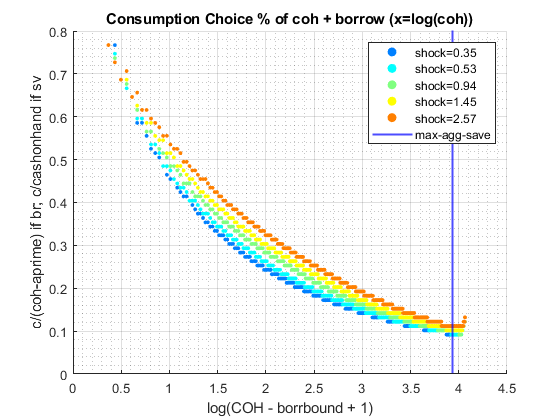 Consumption Choice % of coh + borrow (x=log(coh))
c/(coh-aprime) if br, c/cashonhand if sv
0.8
0.7
0.6
0.5
0.4
0.3
0.2
0.1
0
shock=0.35
shock=0.53
shock=0.94
shock=1.45
shock=2.57
max-agg-save
0 0.5 1 1.5 2 2.5 3 3.5 4 4.5
log(COH - borrbound + 1)